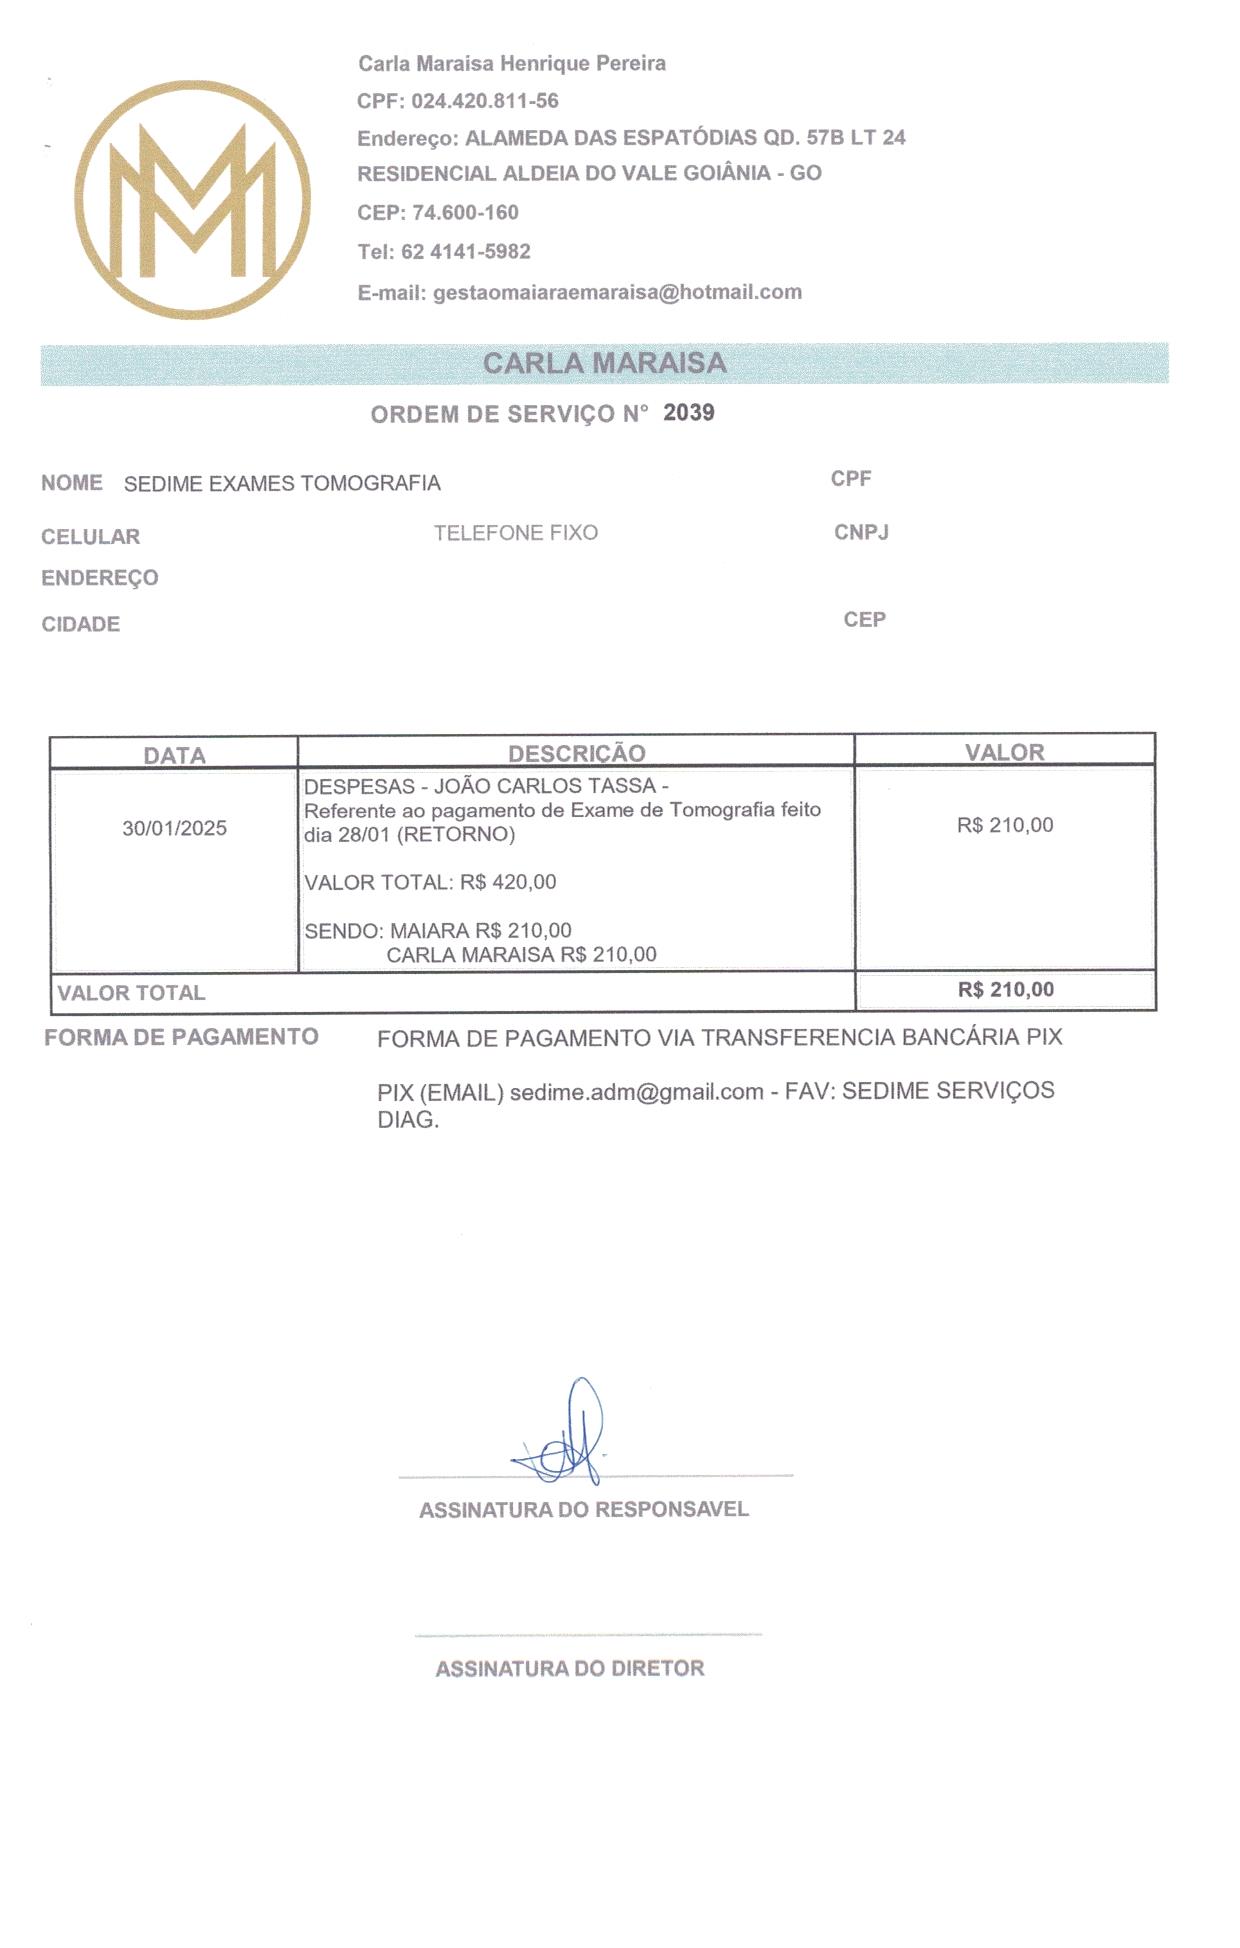 Carla Maraisa Henrique Pereira
CPF: 024.420.811-56
Endereço: ALAMEDA DAS ESPATÓDIAS QD. 57B LT 24
RESIDENCIAL ALDEIA DO VALE GOIÂNIA - GO
CEP: 74.600-160
Tel: 62 4141-5982
E-mail: gestaomaiaraemaraisa@hotmail.com
CARLA MARAISA
ORDEM DE SERVIÇO N° 2039
NOME SEDIME EXAMES TOMOGRAFIA CPF
CELULAR TELEFONE FIXO CNPJ
ENDEREÇO
CIDADE CEP
DATA DESCRIÇÃO VALOR
DESPESAS - JOÃO CARLOS TASSA -
Referente ao pagamento de Exame de Tomografia feito
30/01/2025 dia 28/01 (RETORNO) R$ 210,00
VALOR TOTAL: R$ 420,00
SENDO: MAIARA R$ 210,00
CARLA MARAISA R$ 210,00
VALOR TOTAL R$ 210,00
FORMA DE PAGAMENTO FORMA DE PAGAMENTO VIA TRANSFERENCIA BANCÁRIA PIX
PIX (EMAIL) sedime.adm@gmail.com - FAV: SEDIME SERVIÇOS
DIAG.
ASSINATURA DO RESPONSAVEL
ASSINATURA DO DIRETOR